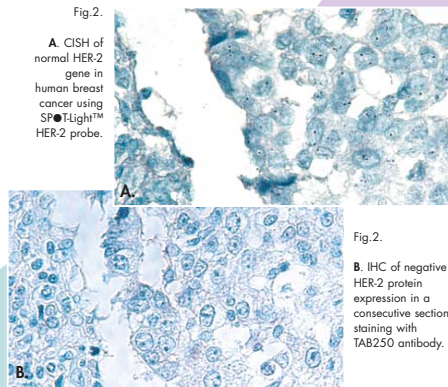 Fig.2.
A. CISH of
normal HER-2
gene in
human breast
cancer using
SP●T-Light™
HER-2 probe.
A.
Fig.2.
B. IHC of negative
HER-2 protein
expression in a
consecutive section
staining with
TAB250 antibody.
B.